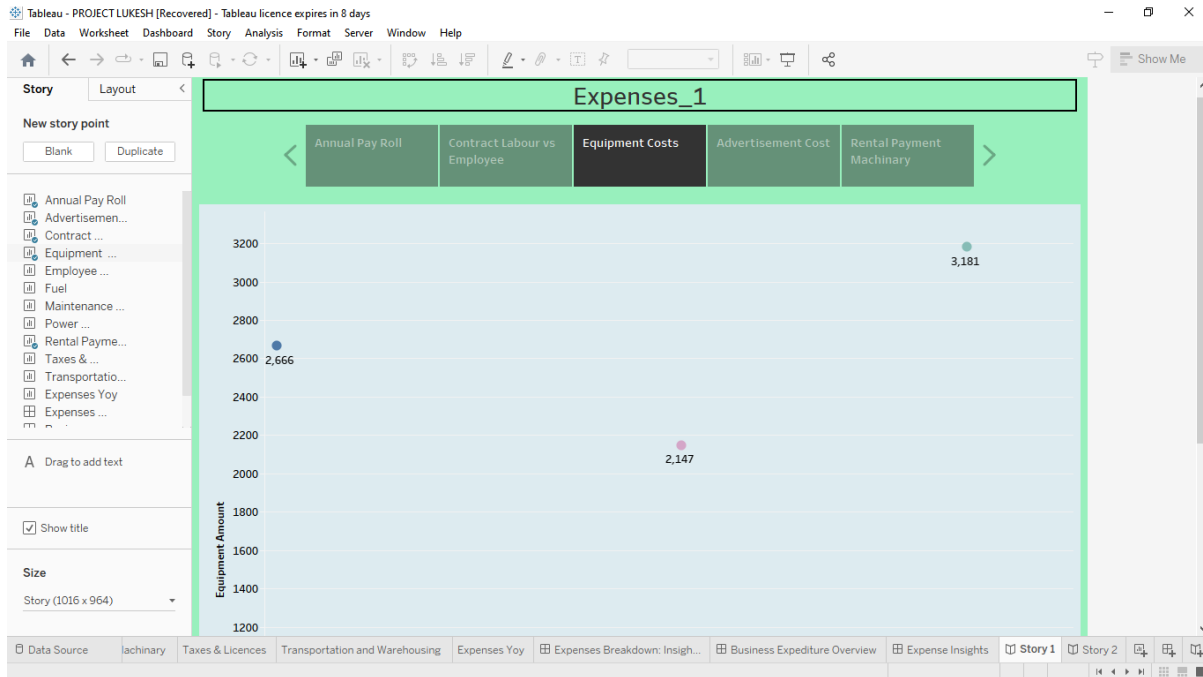 Tableau - PROJECT LUKESH [Recovered] - Tableau licence expires in 8 days
File Data Worksheet Dashboard Story Analysis Format Server Window Help
Show Me
Story Layout
New story point
Blank Duplicate
Annual Pay Roll
Advertisemen...
Contract ...
Equipment ...
Employee ...
Fuel
Maintenance ...
Power ...
Rental Payme...
Taxes & ...
Transportatio...
Expenses Yoy
Expenses ...
A Drag to add text
Show title
Size
Story (1016 x 964)
Expenses_1
Annual Pay Roll
Contract Labour vs
Employee
Equipment Costs
Advertisement Cost
Rental Payment
Machinary
3200
3,181
3000
2800
2600
2,666
2400
2200
2,147
2000
1800
1600
1400
1200
Equipment Amount
Data Source lachinary Taxes & Licences Transportation and Warehousing Expenses Yoy Expenses Breakdown: Insigh... Business Expediture Overview Expense Insights Story 1 Story 2